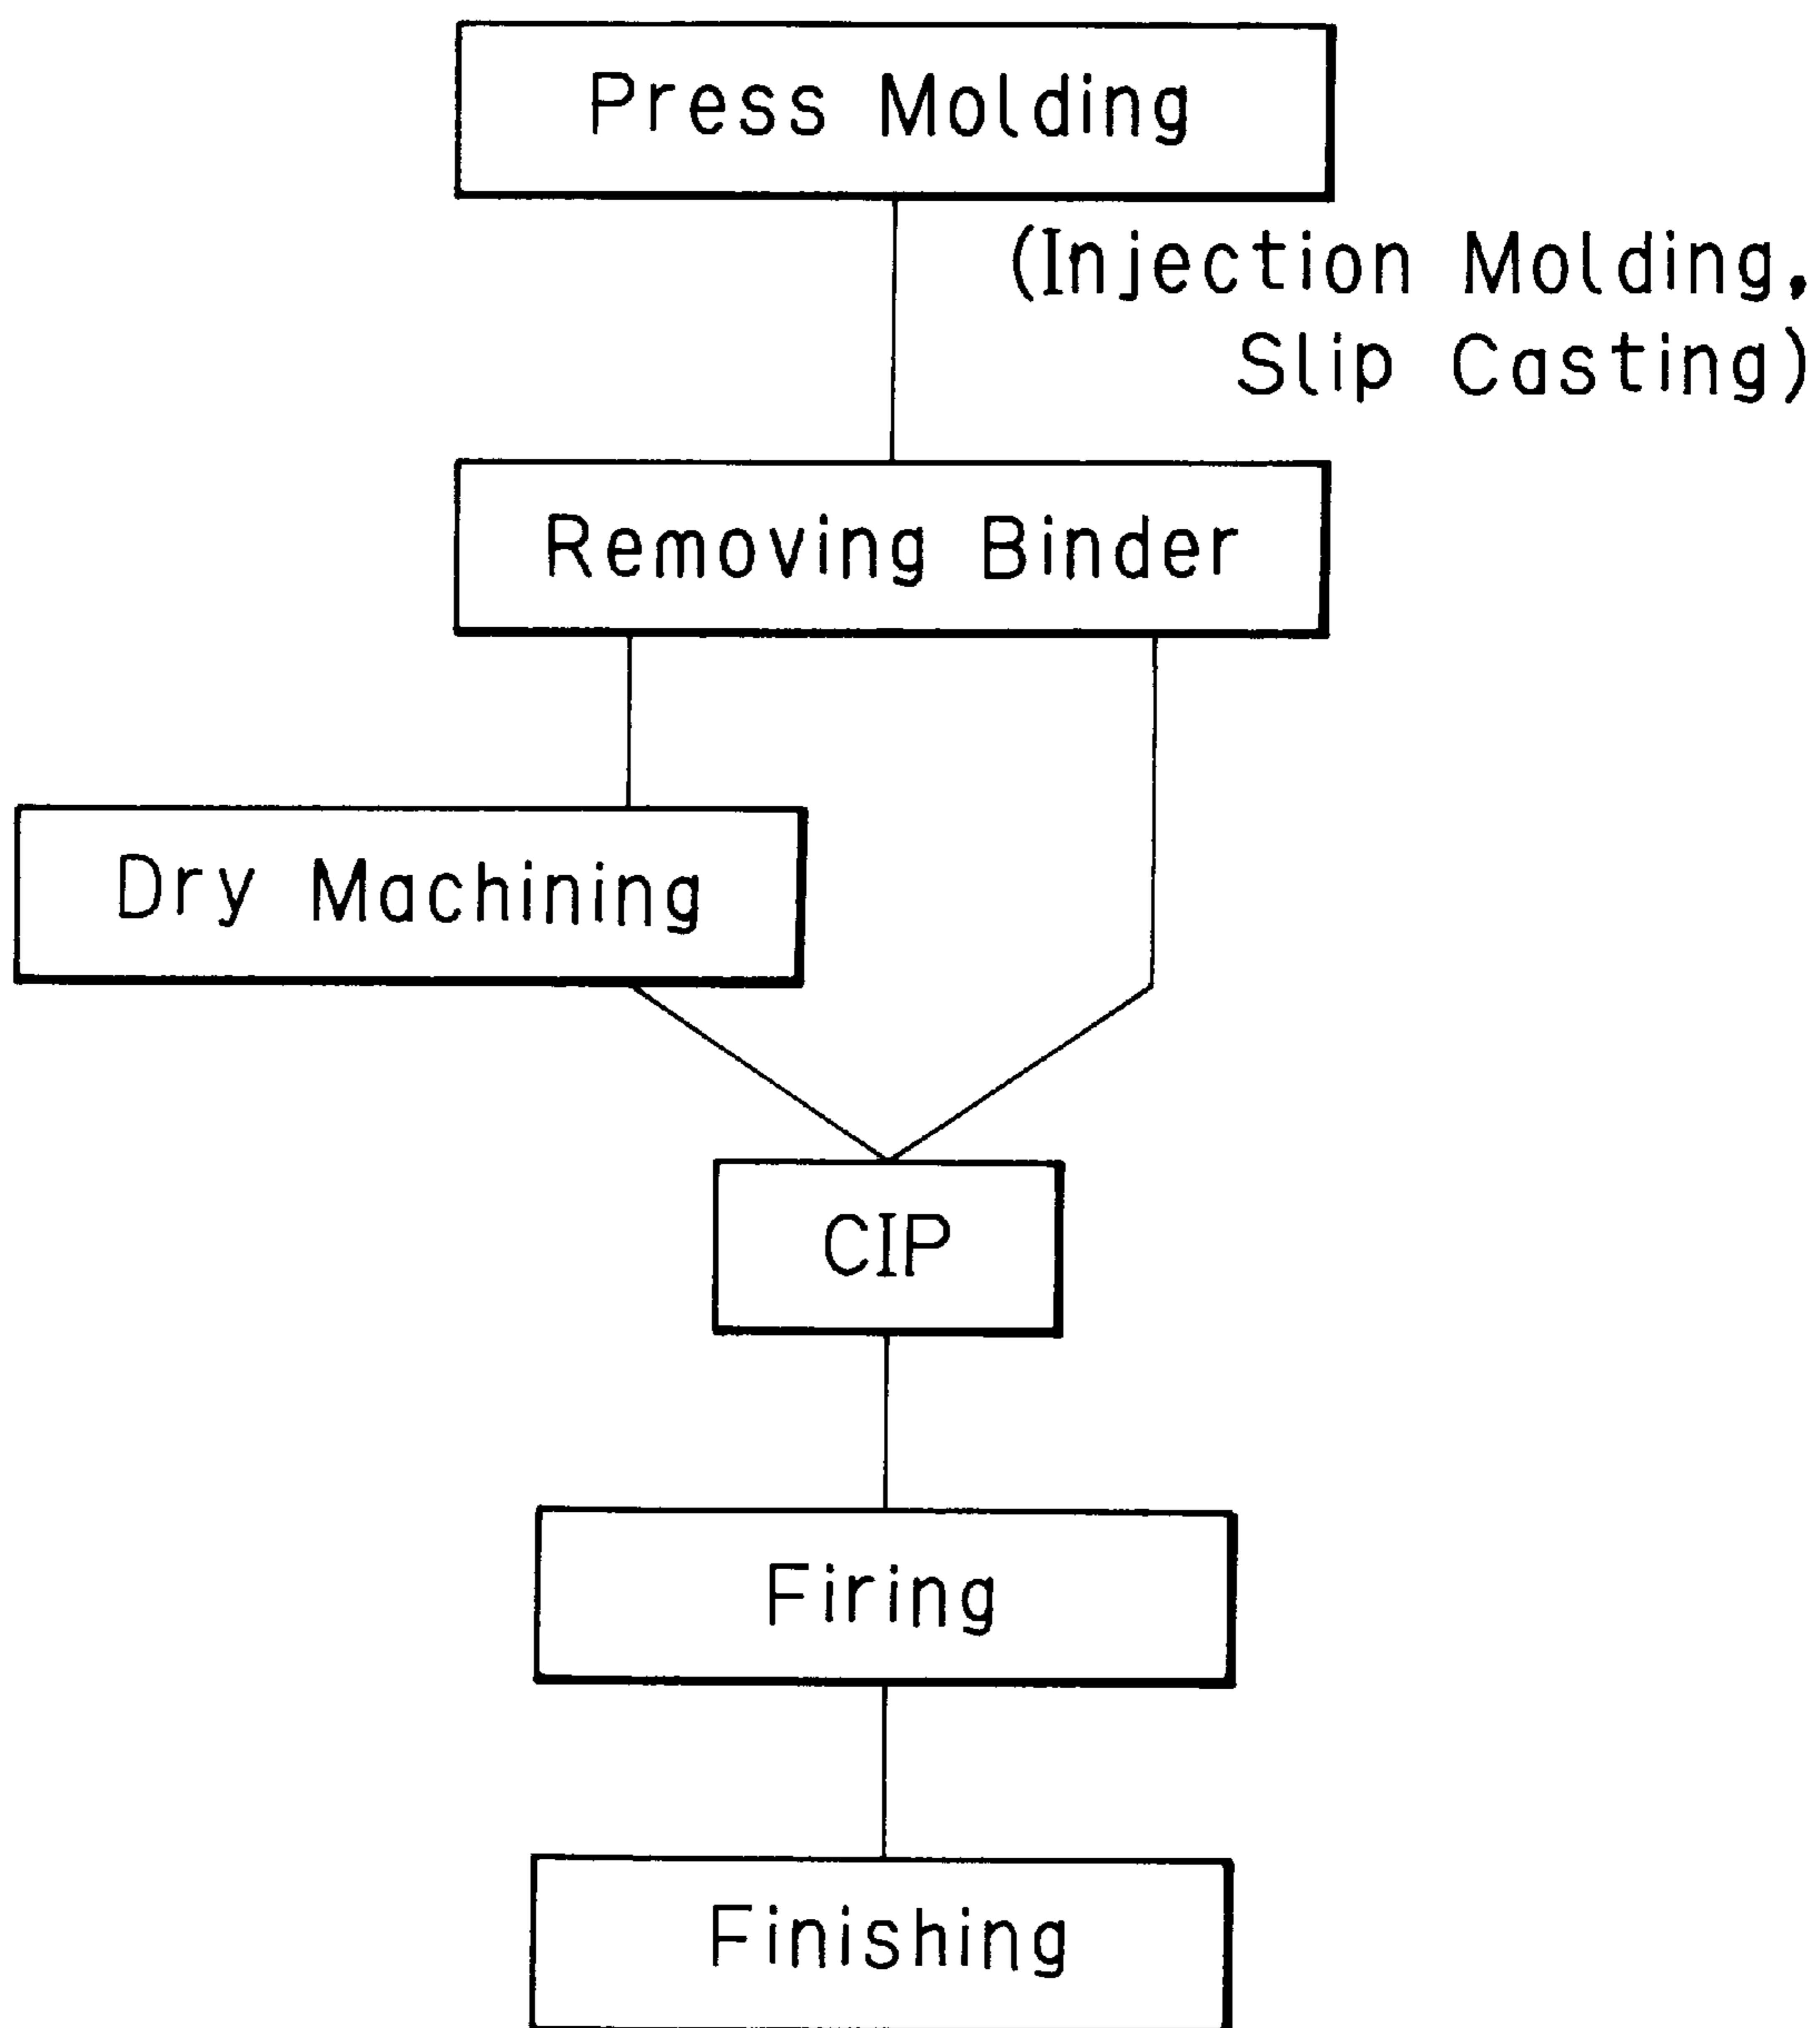 Press Molding
(Injection Molding,
Slip Casting)
Removing Binder
Dry Machining
CIP
Firing
Finishing